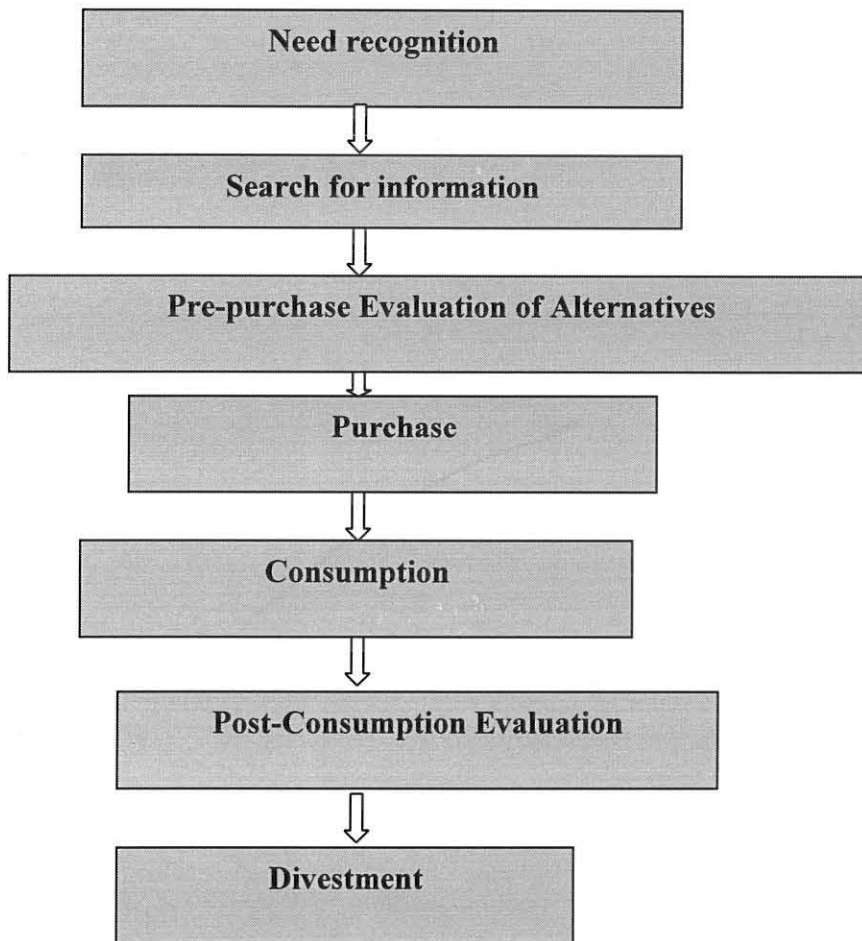 Need recognition
Search for information
Pre-purchase Evaluation of Alternatives
Purchase
Consumption
Post-Consumption Evaluation
Divestment